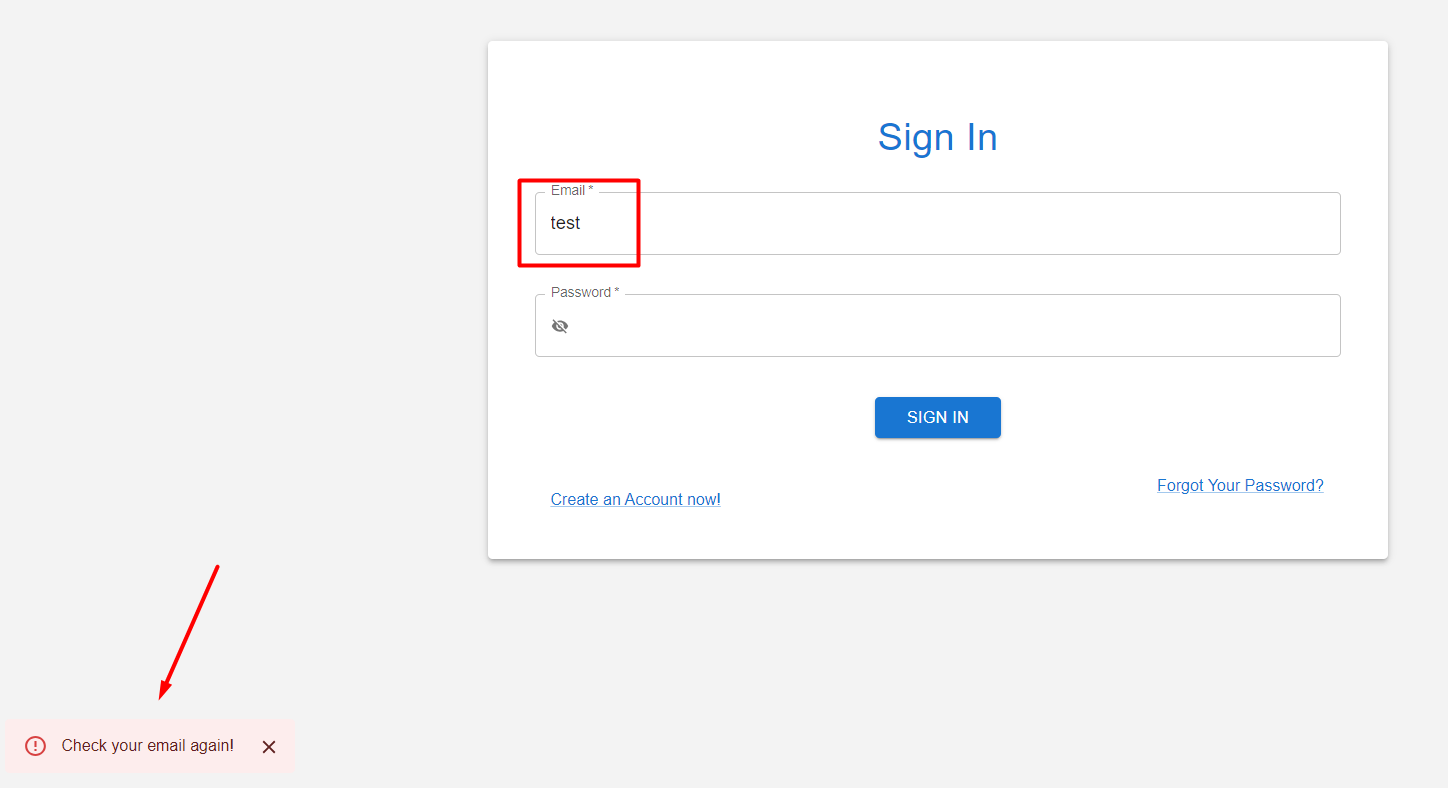 Sign In
Email *
test
Password *
SIGN IN
Create an Account now!
Forgot Your Password?
Check your email again!